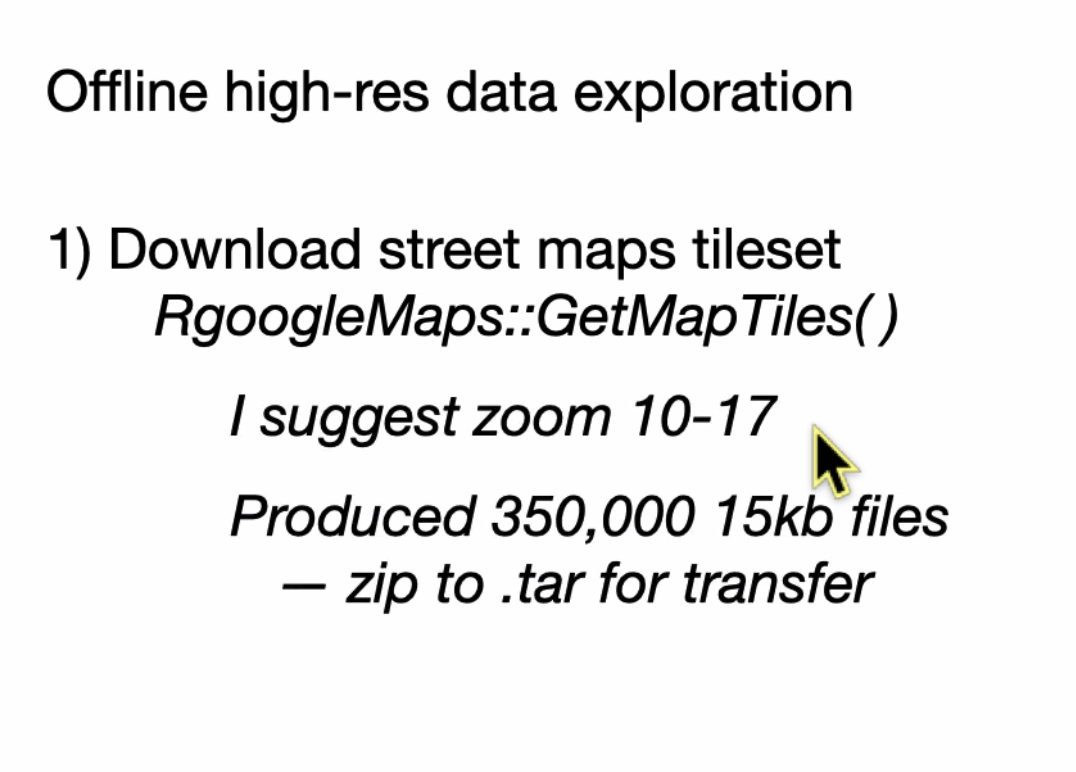 Offline high-res data exploration
1) Download street maps tileset
RgoogleMaps::GetMapTiles( )
I suggest zoom 10-17
Produced 350,000 15kb files
— zip to .tar for transfer